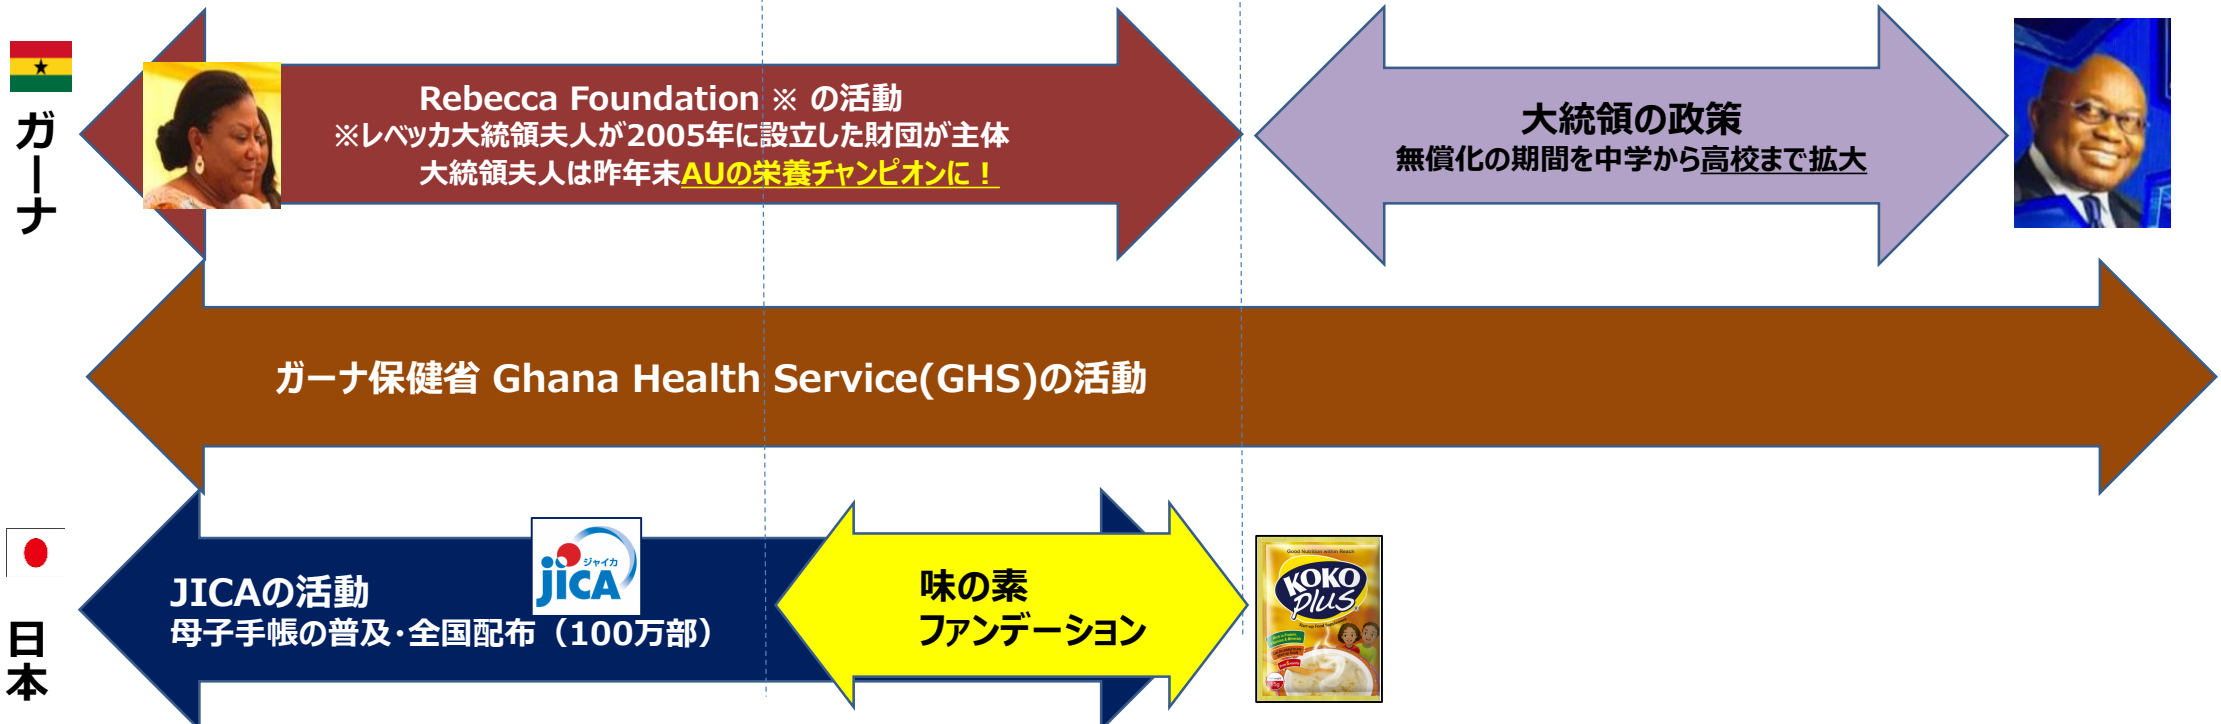 ガーナ
Rebecca Foundation ※ の活動
※レベッカ大統領夫人が2005年に設立した財団が主体
大統領夫人は昨年末AUの栄養チャンピオンに！
大統領の政策
無償化の期間を中学から高校まで拡大
ガーナ保健省 Ghana Health Service(GHS)の活動
日本
JICAの活動
母子手帳の普及･全国配布（100万部）
ジャイカ
jICA
味の素
ファンデーション
Good Nutrition within Reach
KOKO
plus